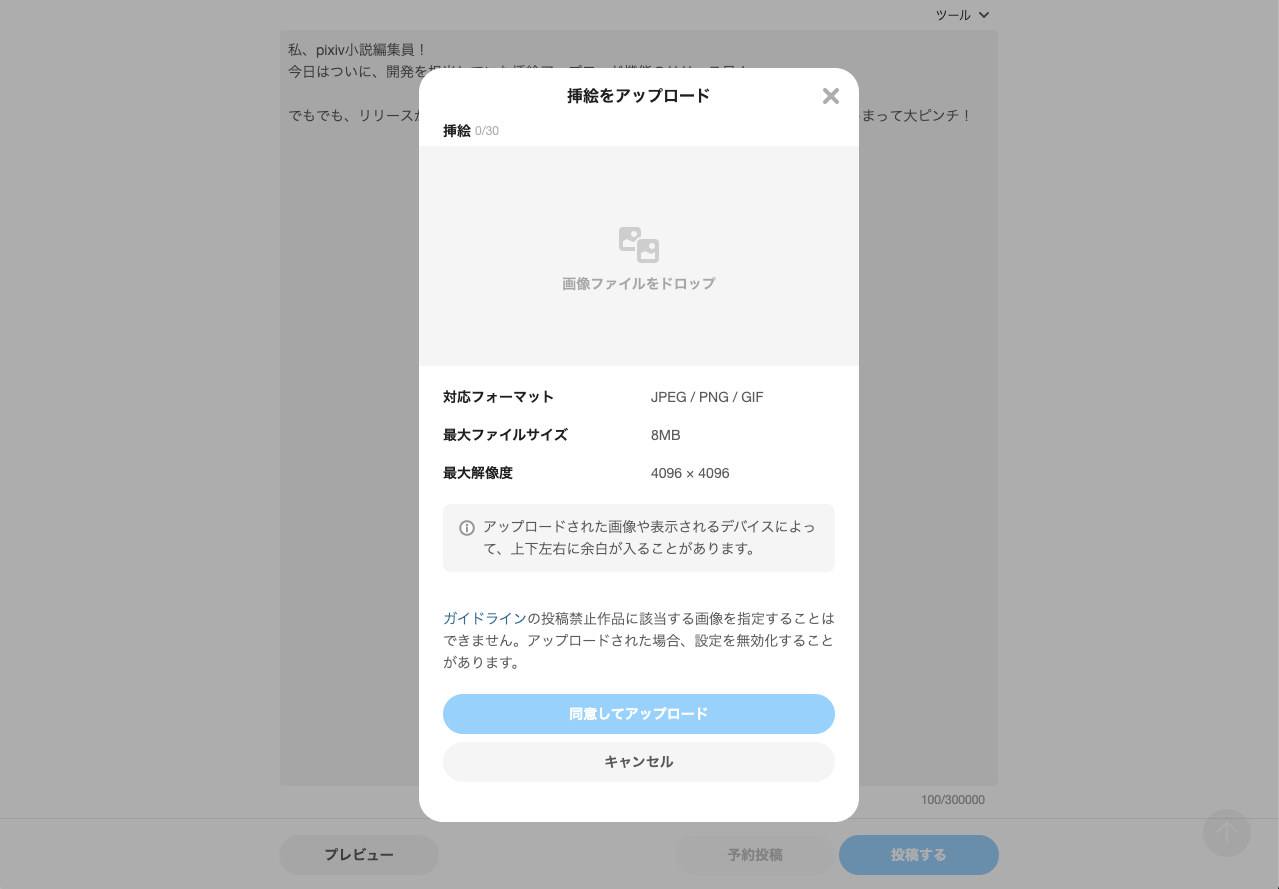 ツール
私、pixiv小説編集員！
今日はついに、開発を
でもでも、リリース
まって大ピンチ！
挿絵をアップロード
挿絵 0/30
画像ファイルをドロップ
対応フォーマット JPEG / PNG / GIF
最大ファイルサイズ 8MB
最大解像度 4096 × 4096
アップロードされた画像や表示されるデバイスによっ
て、上下左右に余白が入ることがあります。
ガイドラインの投稿禁止作品に該当する画像を指定することは
できません。アップロードされた場合、設定を無効化すること
があります。
同意してアップロード
キャンセル
100/300000
プレビュー
予約投稿
投稿する